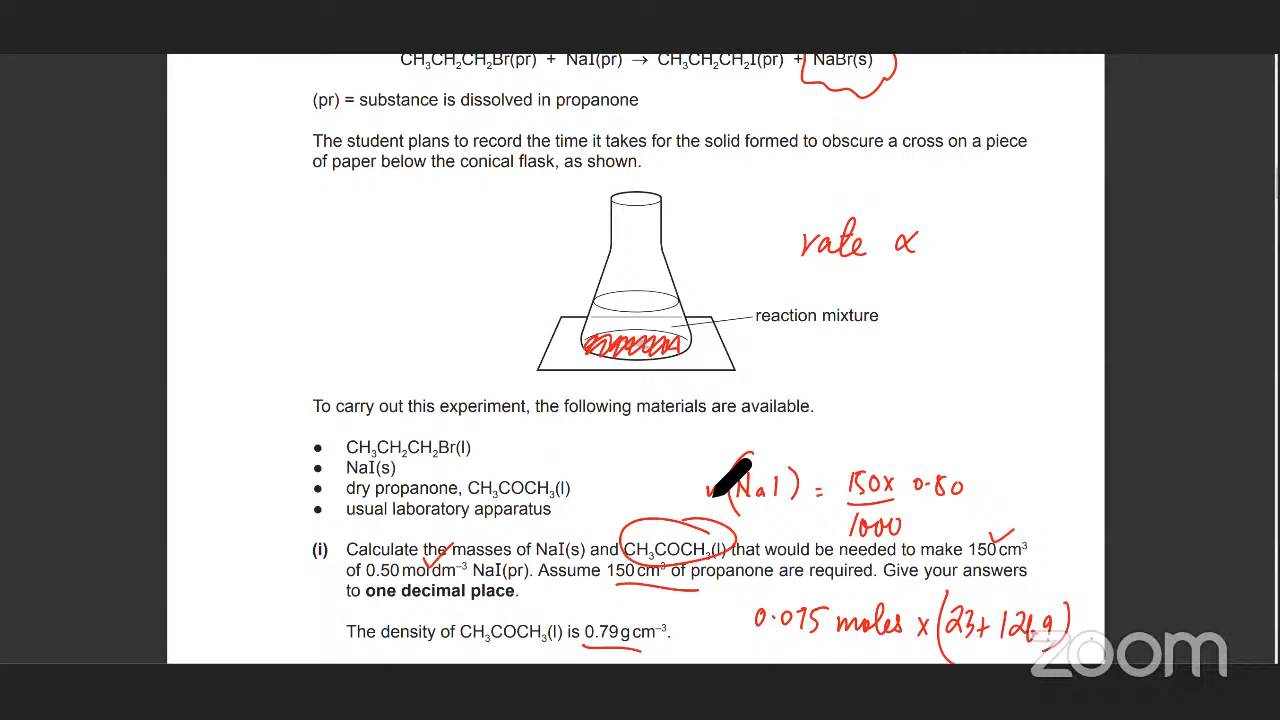 CH₃CH₂CH₂Br(pr) + NaI(pr) → CH₃CH₂CH₂I(pr) + NaBr(s)
(pr) = substance is dissolved in propanone
The student plans to record the time it takes for the solid formed to obscure a cross on a piece
of paper below the conical flask, as shown.
rate ∝
reaction mixture
To carry out this experiment, the following materials are available.
• CH₃CH₂CH₂Br(l)
• NaI(s)
• dry propanone, CH₃COCH₃(l)
• usual laboratory apparatus
(NaI) = 150 x 0.50
1000
(i) Calculate the masses of NaI(s) and CH₃COCH₃(l) that would be needed to make 150 cm³
of 0.50 mol dm⁻³ NaI(pr). Assume 150 cm³ of propanone are required. Give your answers
to one decimal place.
0.075 moles x (23+ 126.9)
The density of CH₃COCH₃(l) is 0.79 g cm⁻³.
zoom